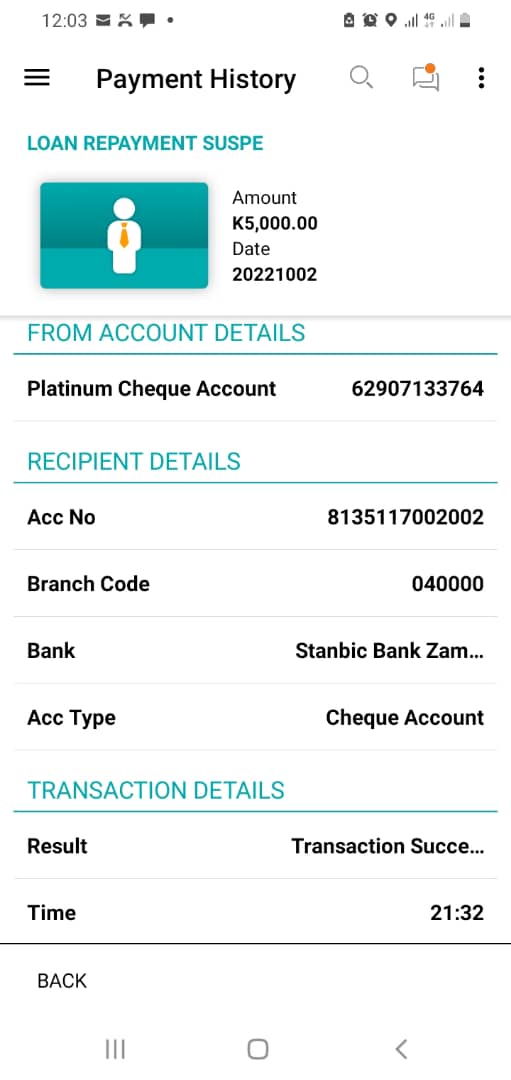 12:03
4G
Payment History
LOAN REPAYMENT SUSPE
Amount
K5,000.00
Date
20221002
FROM ACCOUNT DETAILS
Platinum Cheque Account 62907133764
RECIPIENT DETAILS
Acc No 8135117002002
Branch Code 040000
Bank Stanbic Bank Zam...
Acc Type Cheque Account
TRANSACTION DETAILS
Result Transaction Succe...
Time 21:32
BACK